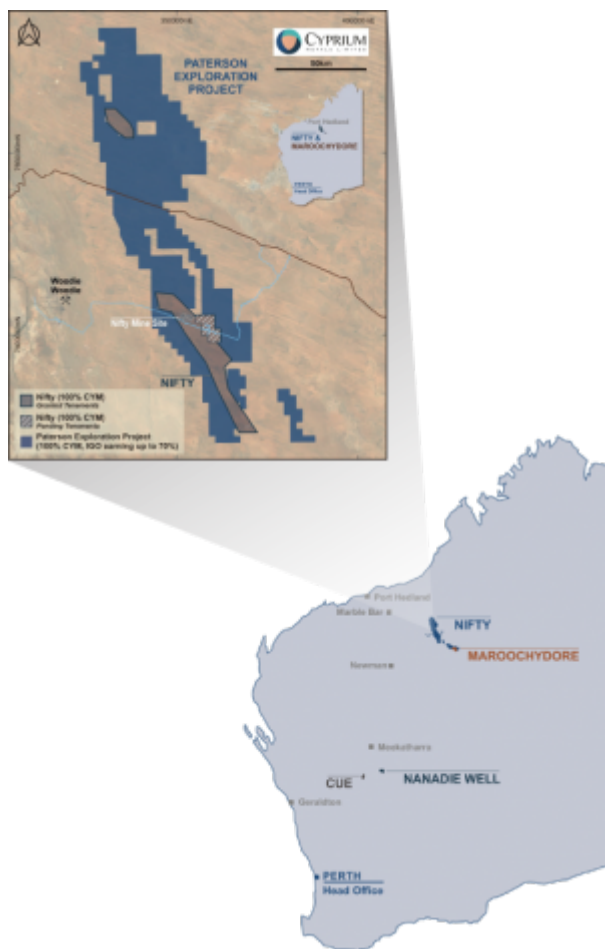 CYPRIUM
METALS LIMITED
50km
PATERSON
EXPLORATION
PROJECT
Port Hedland
NIFTY &
MAROOCHYDORE
PERTH
Head Office
Woodie
Woodie
Nifty Mine Site
NIFTY
Nifty (100% CYM)
Granted Tenements
Nifty (100% CYM)
Pending Tenements
Paterson Exploration Project
(100% CYM, IGO earning up to 70%)
Port Hedland
Marble Bar
NIFTY
MAROOCHYDORE
Newman
Meekatharra
CUE
NANADIE WELL
Geraldton
PERTH
Head Office